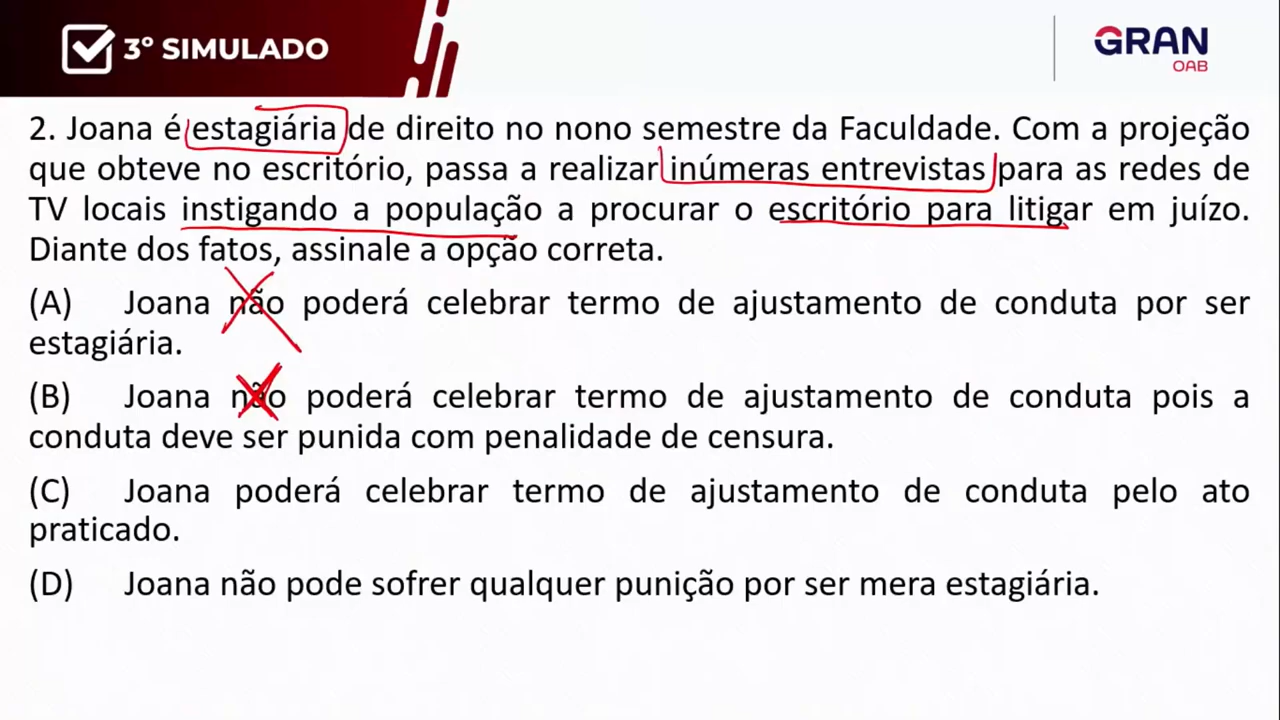 3º SIMULADO
GRAN
OAB
2. Joana é estagiária de direito no nono semestre da Faculdade. Com a projeção
que obteve no escritório, passa a realizar inúmeras entrevistas para as redes de
TV locais instigando a população a procurar o escritório para litigar em juízo.
Diante dos fatos, assinale a opção correta.
(A) Joana não poderá celebrar termo de ajustamento de conduta por ser
estagiária.
(B) Joana não poderá celebrar termo de ajustamento de conduta pois a
conduta deve ser punida com penalidade de censura.
(C) Joana poderá celebrar termo de ajustamento de conduta pelo ato
praticado.
(D) Joana não pode sofrer qualquer punição por ser mera estagiária.